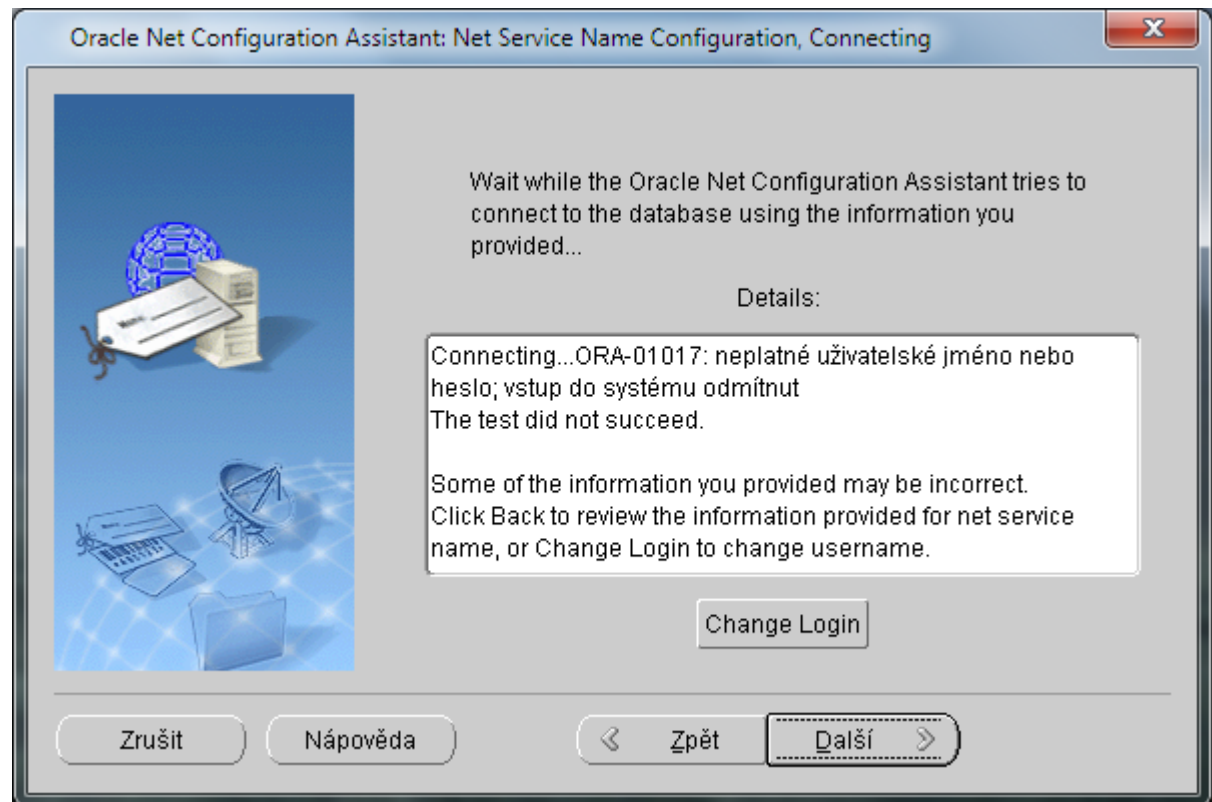 Oracle Net Configuration Assistant: Net Service Name Configuration, Connecting
Wait while the Oracle Net Configuration Assistant tries to
connect to the database using the information you
provided...
Details:
Connecting...ORA-01017: neplatné uživatelské jméno nebo
heslo; vstup do systému odmítnut
The test did not succeed.
Some of the information you provided may be incorrect.
Click Back to review the information provided for net service
name, or Change Login to change username.
Change Login
Zrušit
Nápověda
Zpět
Další